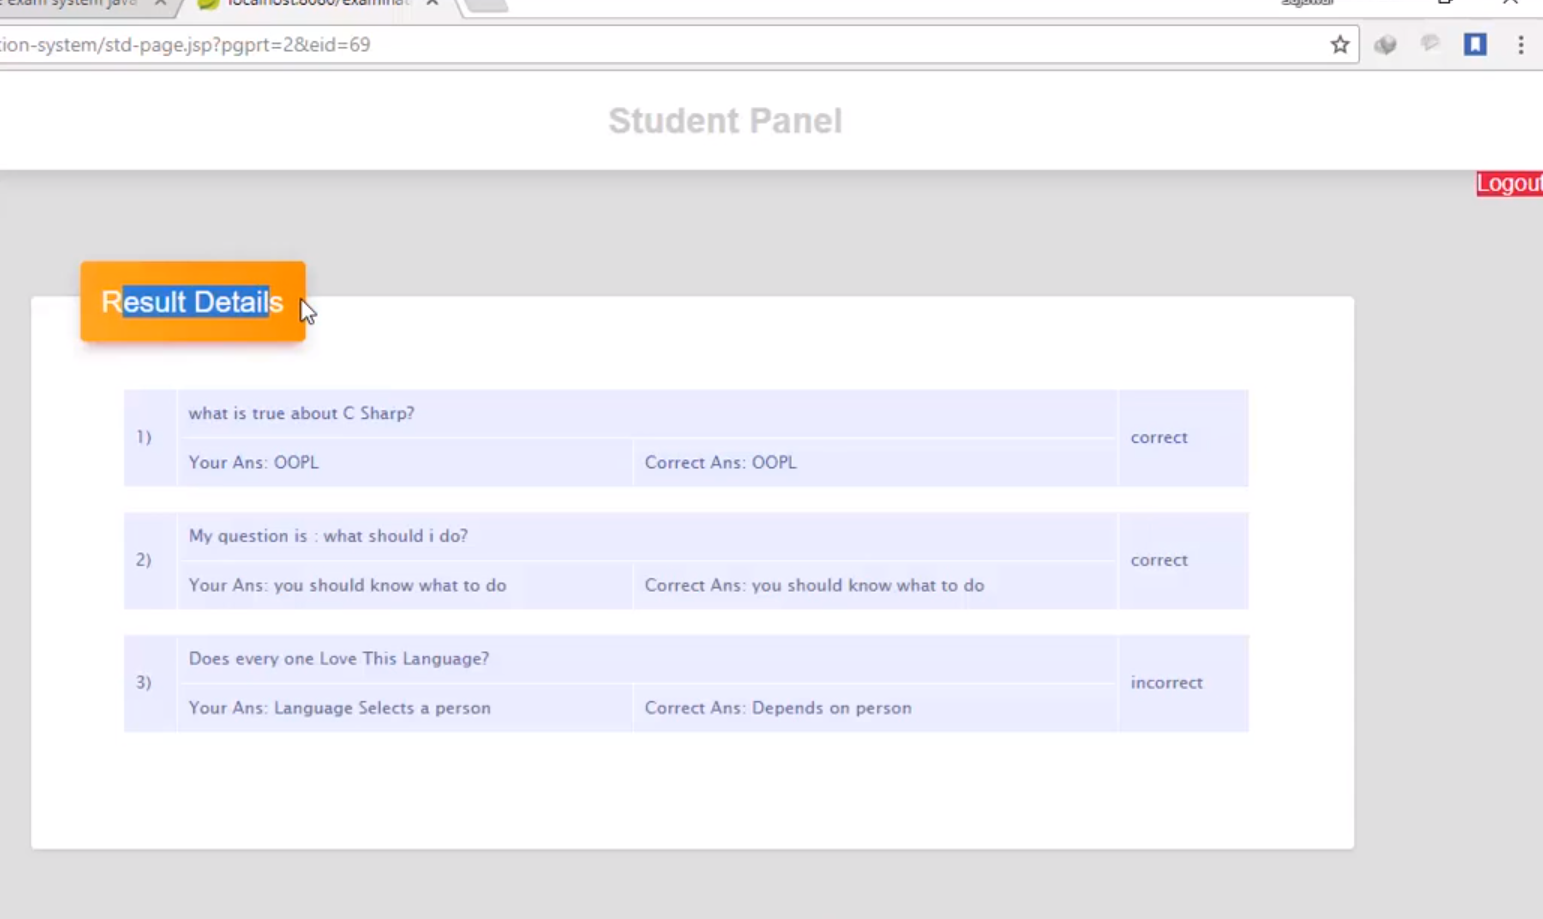 exam system java
localhost:8080/examinat
ion-system/std-page.jsp?pgprt=2&eid=69
Student Panel
Logout
Result Details
1)
what is true about C Sharp?
Your Ans: OOPL
Correct Ans: OOPL
correct
2)
My question is : what should i do?
Your Ans: you should know what to do
Correct Ans: you should know what to do
correct
3)
Does every one Love This Language?
Your Ans: Language Selects a person
Correct Ans: Depends on person
incorrect